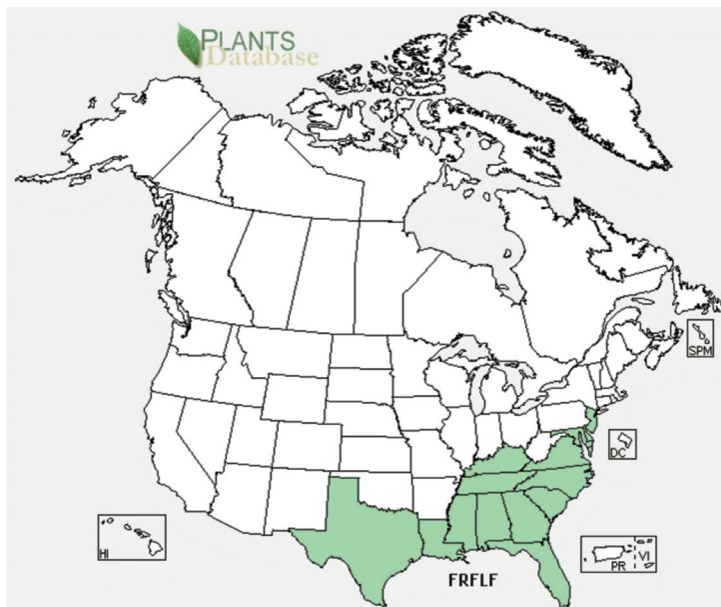 PLANTS
Database
SPM
DC
HI
PR
VI
FRFLF